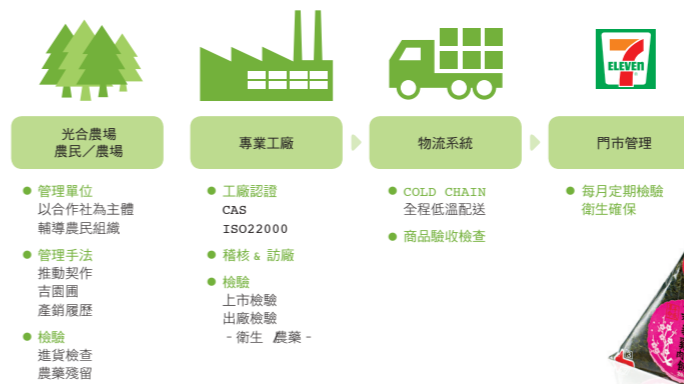 ELEVEN
光合農場
農民／農場
專業工廠
物流系統
門市管理
● 管理單位
以合作社為主體
輔導農民組織
● 管理手法
推動契作
吉園圃
產銷履歷
● 檢驗
進貨檢查
農藥殘留
● 工廠認證
CAS
ISO22000
● 稽核 & 訪廠
● 檢驗
上市檢驗
出廠檢驗
- 衛生 農藥 -
● COLD CHAIN
全程低溫配送
● 商品驗收檢查
● 每月定期檢驗
衛生確保